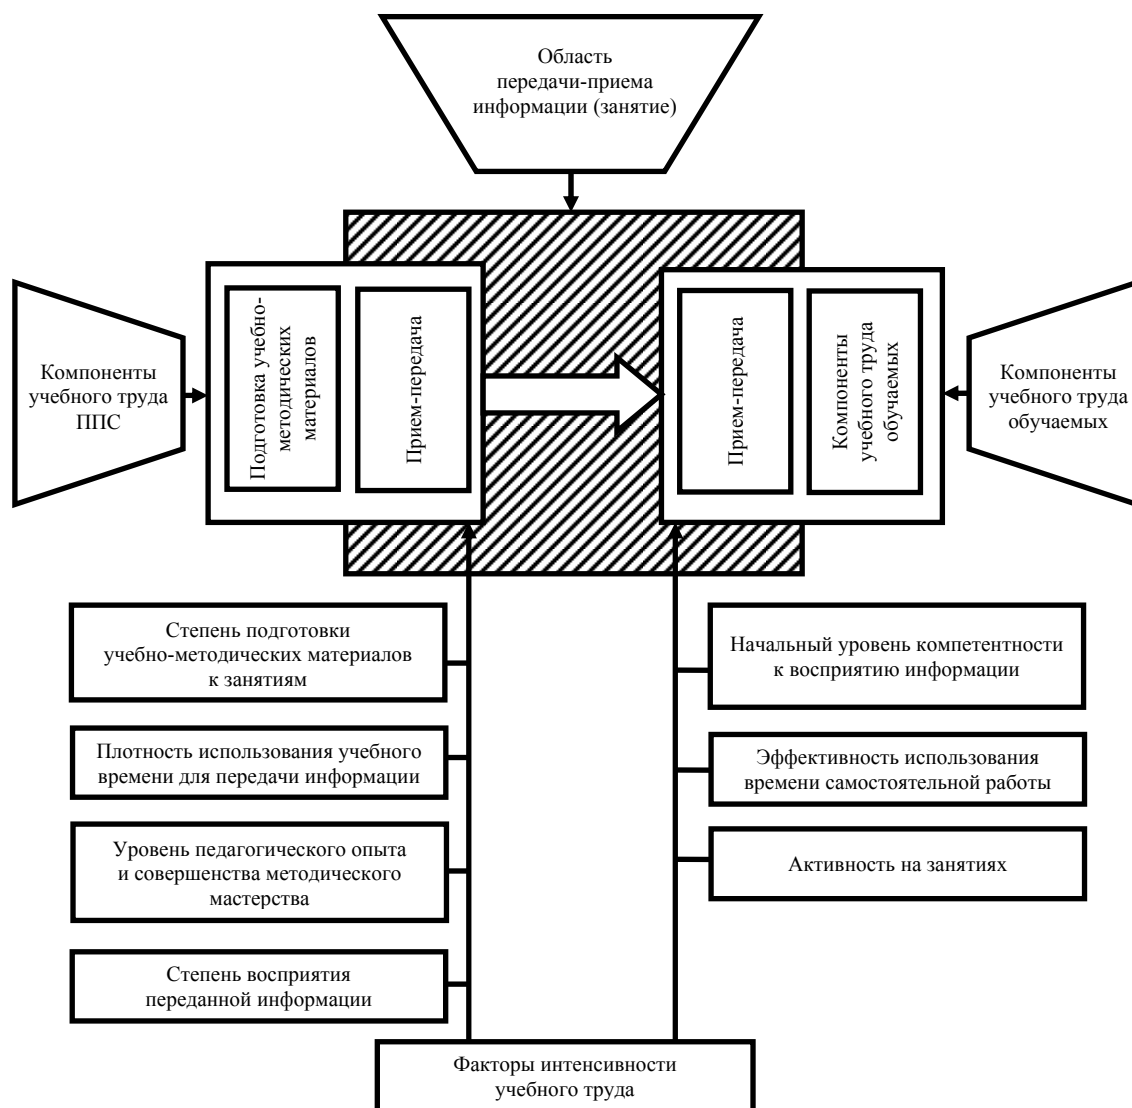 Область
передачи-приема
информации (занятие)
Компоненты
учебного труда
ППС
Подготовка учебно-
методических
материалов
Прием-передача
Прием-передача
Компоненты
учебного труда
обучаемых
Компоненты
учебного труда
обучаемых
Степень подготовки
учебно-методических материалов
к занятиям
Плотность использования учебного
времени для передачи информации
Уровень педагогического опыта
и совершенства методического
мастерства
Степень восприятия
переданной информации
Начальный уровень компетентности
к восприятию информации
Эффективность использования
времени самостоятельной работы
Активность на занятиях
Факторы интенсивности
учебного труда